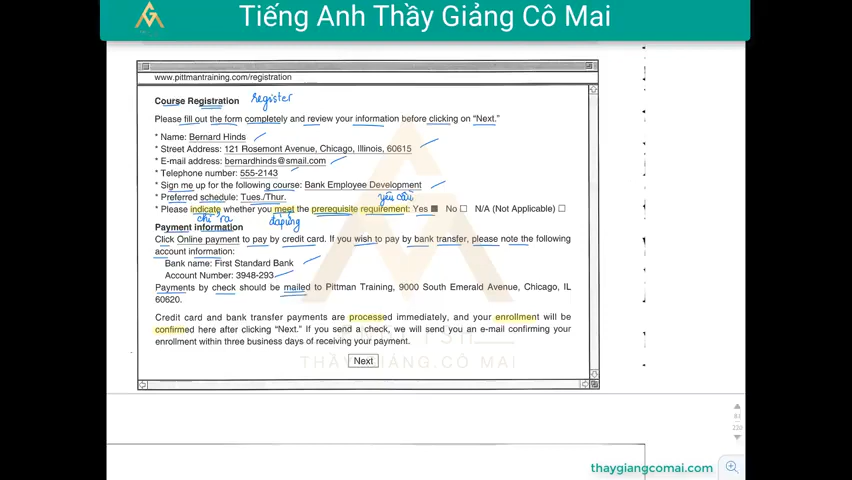 Tiếng Anh Thầy Giảng Cô Mai
www.pittmantraining.com/registration
Course Registration register
Please fill out the form completely and review your information before clicking on “Next.”
* Name: Bernard Hinds
* Street Address: 121 Rosemont Avenue, Chicago, Illinois, 60615
* E-mail address: bernardhinds@smail.com
* Telephone number: 555-2143
* Sign me up for the following course: Bank Employee Development
* Preferred schedule: Tues./Thur. yêu cầu
* Please indicate whether you meet the prerequisite requirement: Yes No N/A (Not Applicable)
chỉ ra đáp ứng
Payment information
Click Online payment to pay by credit card. If you wish to pay by bank transfer, please note the following
account information:
Bank name: First Standard Bank
Account Number: 3948-293
Payments by check should be mailed to Pittman Training, 9000 South Emerald Avenue, Chicago, IL
60620.
Credit card and bank transfer payments are processed immediately, and your enrollment will be
confirmed here after clicking “Next.” If you send a check, we will send you an e-mail confirming your
enrollment within three business days of receiving your payment.
THẦY GIẢNG.CÔ MAI
Next
thaygiangcomai.com